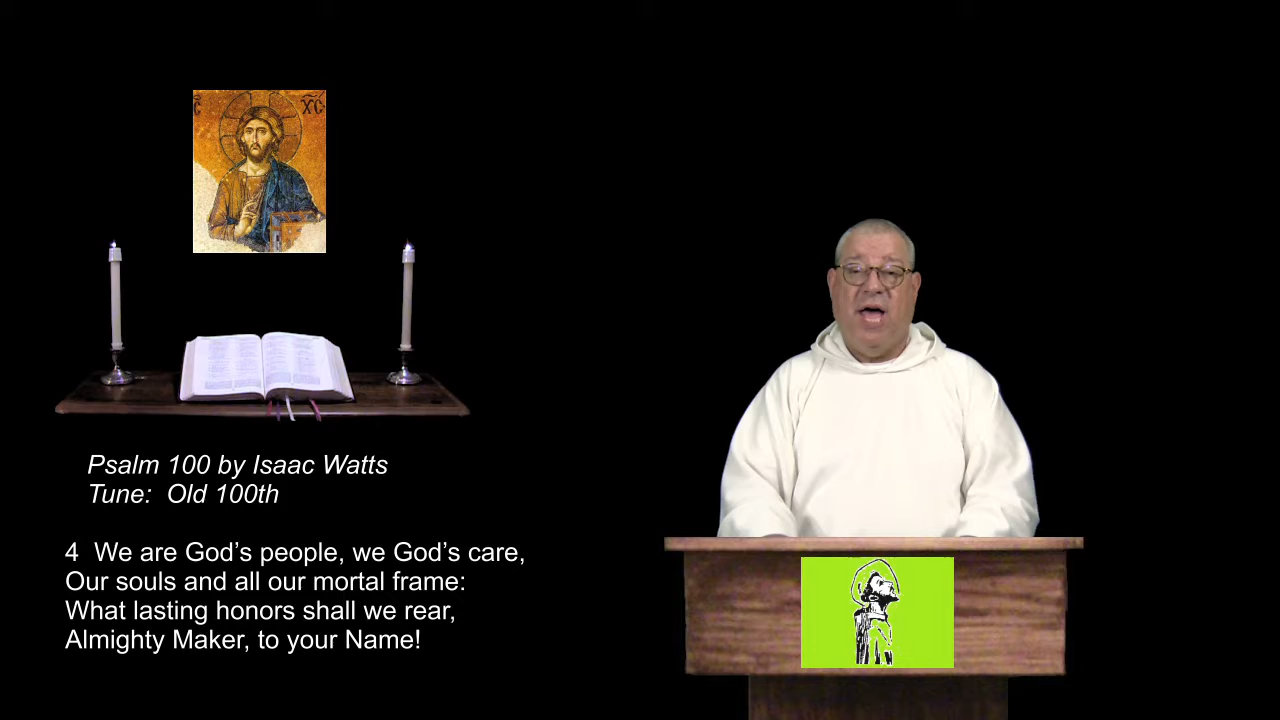 XC
Psalm 100 by Isaac Watts
Tune: Old 100th
4 We are God’s people, we God’s care,
Our souls and all our mortal frame:
What lasting honors shall we rear,
Almighty Maker, to your Name!